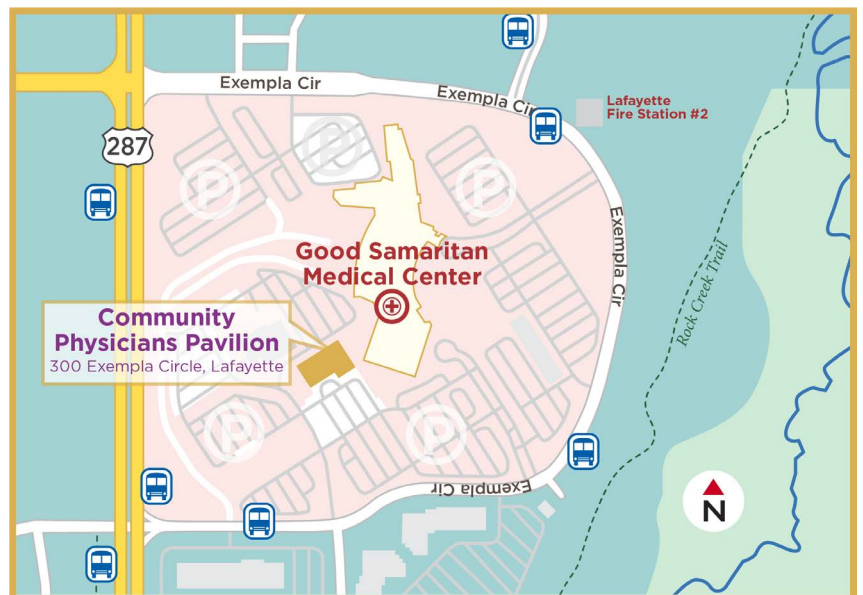 Exempla Cir
Exempla Cir
Lafayette
Fire Station #2
287
P
P
P
Exempla Cir
Good Samaritan
Medical Center
Rock Creek Trail
Community
Physicians Pavilion
300 Exempla Circle, Lafayette
P
P
Exempla Cir
N